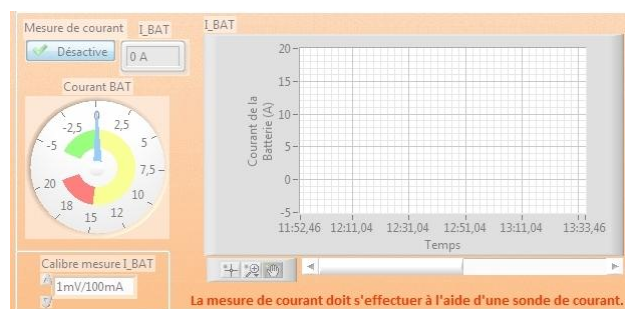 Mesure de courant
I_BAT
Désactive
0 A
Courant BAT
-5
-2,5
0
2,5
5
7,5
10
12
15
18
20
Calibre mesure I_BAT
1mV/100mA
I_BAT
Courant de la
Batterie (A)
20
15
10
5
0
-5
11:52,46 12:11,04 12:31,04 12:51,04 13:11,04 13:33,46
Temps
La mesure de courant doit s'effectuer à l'aide d'une sonde de courant.